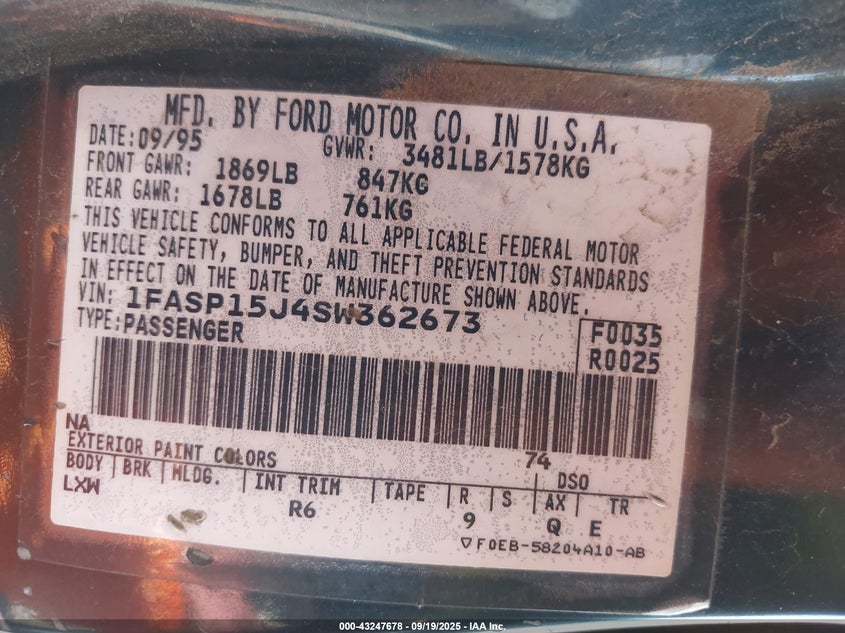 MFD. BY FORD MOTOR CO. IN U.S.A.
DATE: 09/95 GVWR: 3481LB/1578KG
FRONT GAWR: 1869LB 847KG
REAR GAWR: 1678LB 761KG
THIS VEHICLE CONFORMS TO ALL APPLICABLE FEDERAL MOTOR
VEHICLE SAFETY, BUMPER, AND THEFT PREVENTION STANDARDS
IN EFFECT ON THE DATE OF MANUFACTURE SHOWN ABOVE.
VIN: 1FASP15J4SW362673
TYPE: PASSENGER
F0035
R0025
NA
EXTERIOR PAINT COLORS 74 DSO
BODY BRK MLDG. INT TRIM TAPE R S AX TR
LXW R6 9 Q E
▽F0EB-58204A10-AB
000-43247678 - 09/19/2025 - IAA Inc.